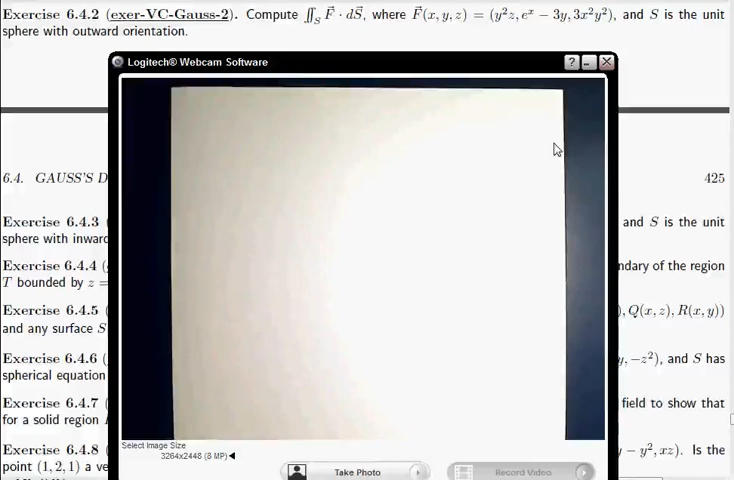 Exercise 6.4.2 (exer-VC-Gauss-2). Compute ∬_S F⃗ · dS⃗, where F⃗(x, y, z) = (y²z, eˣ − 3y, 3x²y²), and S is the unit
sphere with outward orientation.
Logitech® Webcam Software
6.4. GAUSS'S D
425
Exercise 6.4.3 (
and S is the unit
sphere with inward
Exercise 6.4.4 (
ndary of the region
T bounded by z =
Exercise 6.4.5 (
), Q(x, z), R(x, y))
and any surface S
Exercise 6.4.6 (
y, −z²), and S has
spherical equation
Exercise 6.4.7 (
field to show that
for a solid region
Exercise 6.4.8 (
y − y², xz). Is the
point (1, 2, 1) a
Select Image Size
3264x2448 (8 MP)
Take Photo
Record Video